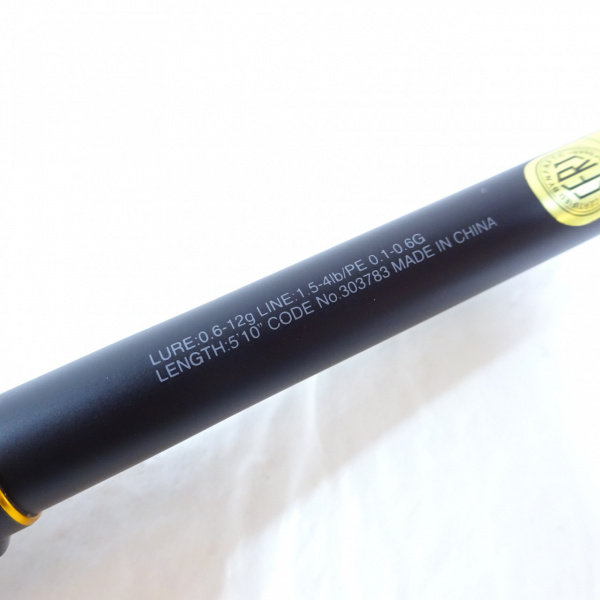 LURE:0.6-12g LINE:1.5-4lb/PE 0.1-0.6G
LENGTH:5'10" CODE No.303783 MADE IN CHINA